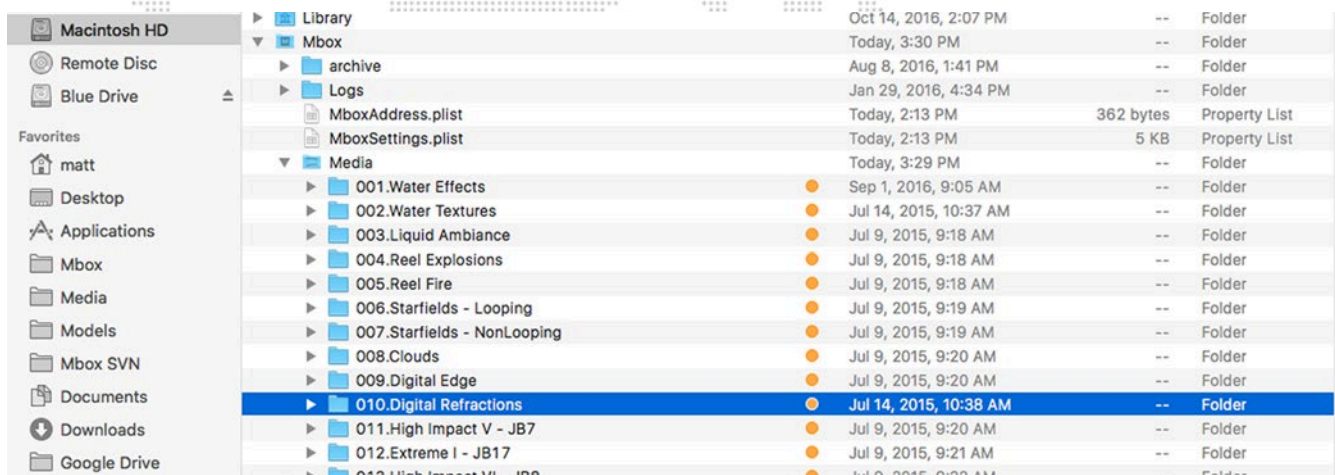 Macintosh HD
Remote Disc
Blue Drive
Favorites
matt
Desktop
Applications
Mbox
Media
Models
Mbox SVN
Documents
Downloads
Google Drive
Library Oct 14, 2016, 2:07 PM -- Folder
Mbox Today, 3:30 PM -- Folder
archive Aug 8, 2016, 1:41 PM -- Folder
Logs Jan 29, 2016, 4:34 PM -- Folder
MboxAddress.plist Today, 2:13 PM 362 bytes Property List
MboxSettings.plist Today, 2:13 PM 5 KB Property List
Media Today, 3:29 PM -- Folder
001.Water Effects Sep 1, 2016, 9:05 AM -- Folder
002.Water Textures Jul 14, 2015, 10:37 AM -- Folder
003.Liquid Ambiance Jul 9, 2015, 9:18 AM -- Folder
004.Reel Explosions Jul 9, 2015, 9:18 AM -- Folder
005.Reel Fire Jul 9, 2015, 9:18 AM -- Folder
006.Starfields - Looping Jul 9, 2015, 9:19 AM -- Folder
007.Starfields - NonLooping Jul 9, 2015, 9:19 AM -- Folder
008.Clouds Jul 9, 2015, 9:20 AM -- Folder
009.Digital Edge Jul 9, 2015, 9:20 AM -- Folder
010.Digital Refractions Jul 14, 2015, 10:38 AM -- Folder
011.High Impact V - JB7 Jul 9, 2015, 9:20 AM -- Folder
012.Extreme I - JB17 Jul 9, 2015, 9:21 AM -- Folder